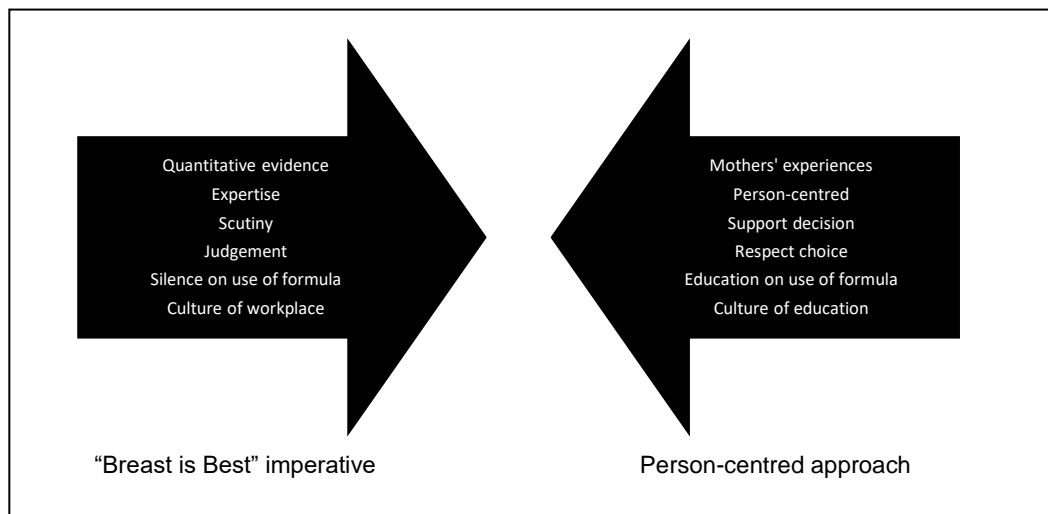 Quantitative evidence
Expertise
Scrutiny
Judgement
Silence on use of formula
Culture of workplace
“Breast is Best” imperative
Mothers' experiences
Person-centred
Support decision
Respect choice
Education on use of formula
Culture of education
Person-centred approach